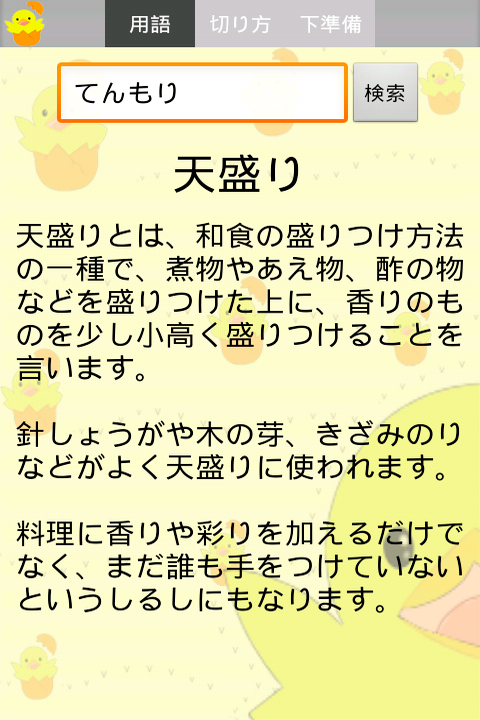 用語 切り方 下準備
てんもり 検索
天盛り
天盛りとは、和食の盛りつけ方法
の一種で、煮物やあえ物、酢の物
などを盛りつけた上に、香りのも
のを少し小高く盛りつけることを
言います。
針しょうがや木の芽、きざみのり
などがよく天盛りに使われます。
料理に香りや彩りを加えるだけで
なく、まだ誰も手をつけていない
というしるしにもなります。